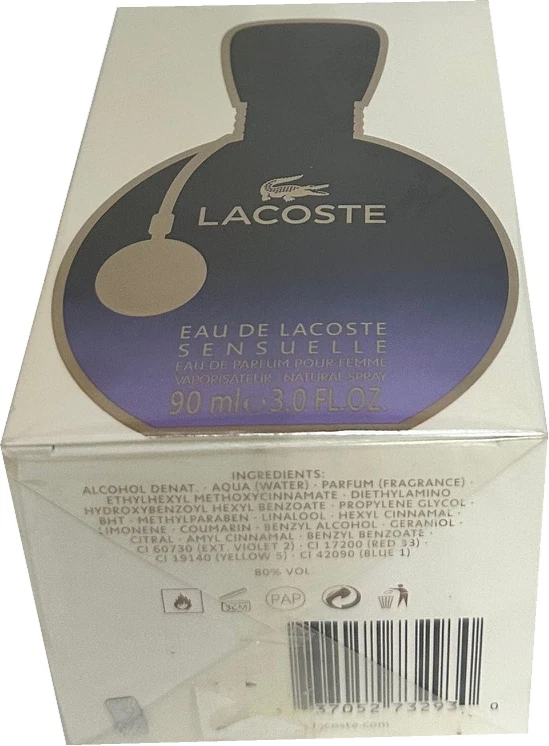 LACOSTE
EAU DE LACOSTE
SENSUELLE
EAU DE PARFUM POUR FEMME
VAPORISATEUR · NATURAL SPRAY
90 ml e · 3.0 FL.OZ.
INGREDIENTS:
ALCOHOL DENAT. · AQUA (WATER) · PARFUM (FRAGRANCE) ·
ETHYLHEXYL METHOXYCINNAMATE · DIETHYLAMINO
HYDROXYBENZOYL HEXYL BENZOATE · PROPYLENE GLYCOL ·
BHT · METHYLPARABEN · LINALOOL · HEXYL CINNAMAL ·
LIMONENE · COUMARIN · BENZYL ALCOHOL · GERANIOL ·
CITRAL · AMYL CINNAMAL · BENZYL BENZOATE ·
CI 60730 (EXT. VIOLET 2) · CI 17200 (RED 33) ·
CI 19140 (YELLOW 5) · CI 42090 (BLUE 1)
80% VOL
PAP
37052 73293 0
lacoste.com